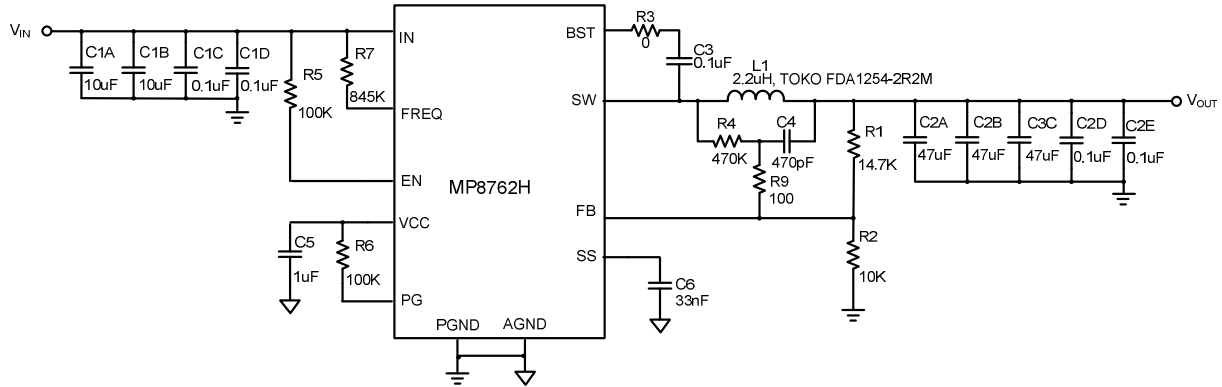 V_IN
C1A
10uF
C1B
10uF
C1C
0.1uF
C1D
0.1uF
R5
100K
R7
845K
IN
FREQ
EN
VCC
PG
C5
1uF
R6
100K
MP8762H
PGND
AGND
BST
SW
FB
SS
R3
0
C3
0.1uF
L1
2.2uH, TOKO FDA1254-2R2M
R4
470K
C4
470pF
R9
100
R1
14.7K
R2
10K
C6
33nF
C2A
47uF
C2B
47uF
C3C
47uF
C2D
0.1uF
C2E
0.1uF
V_OUT